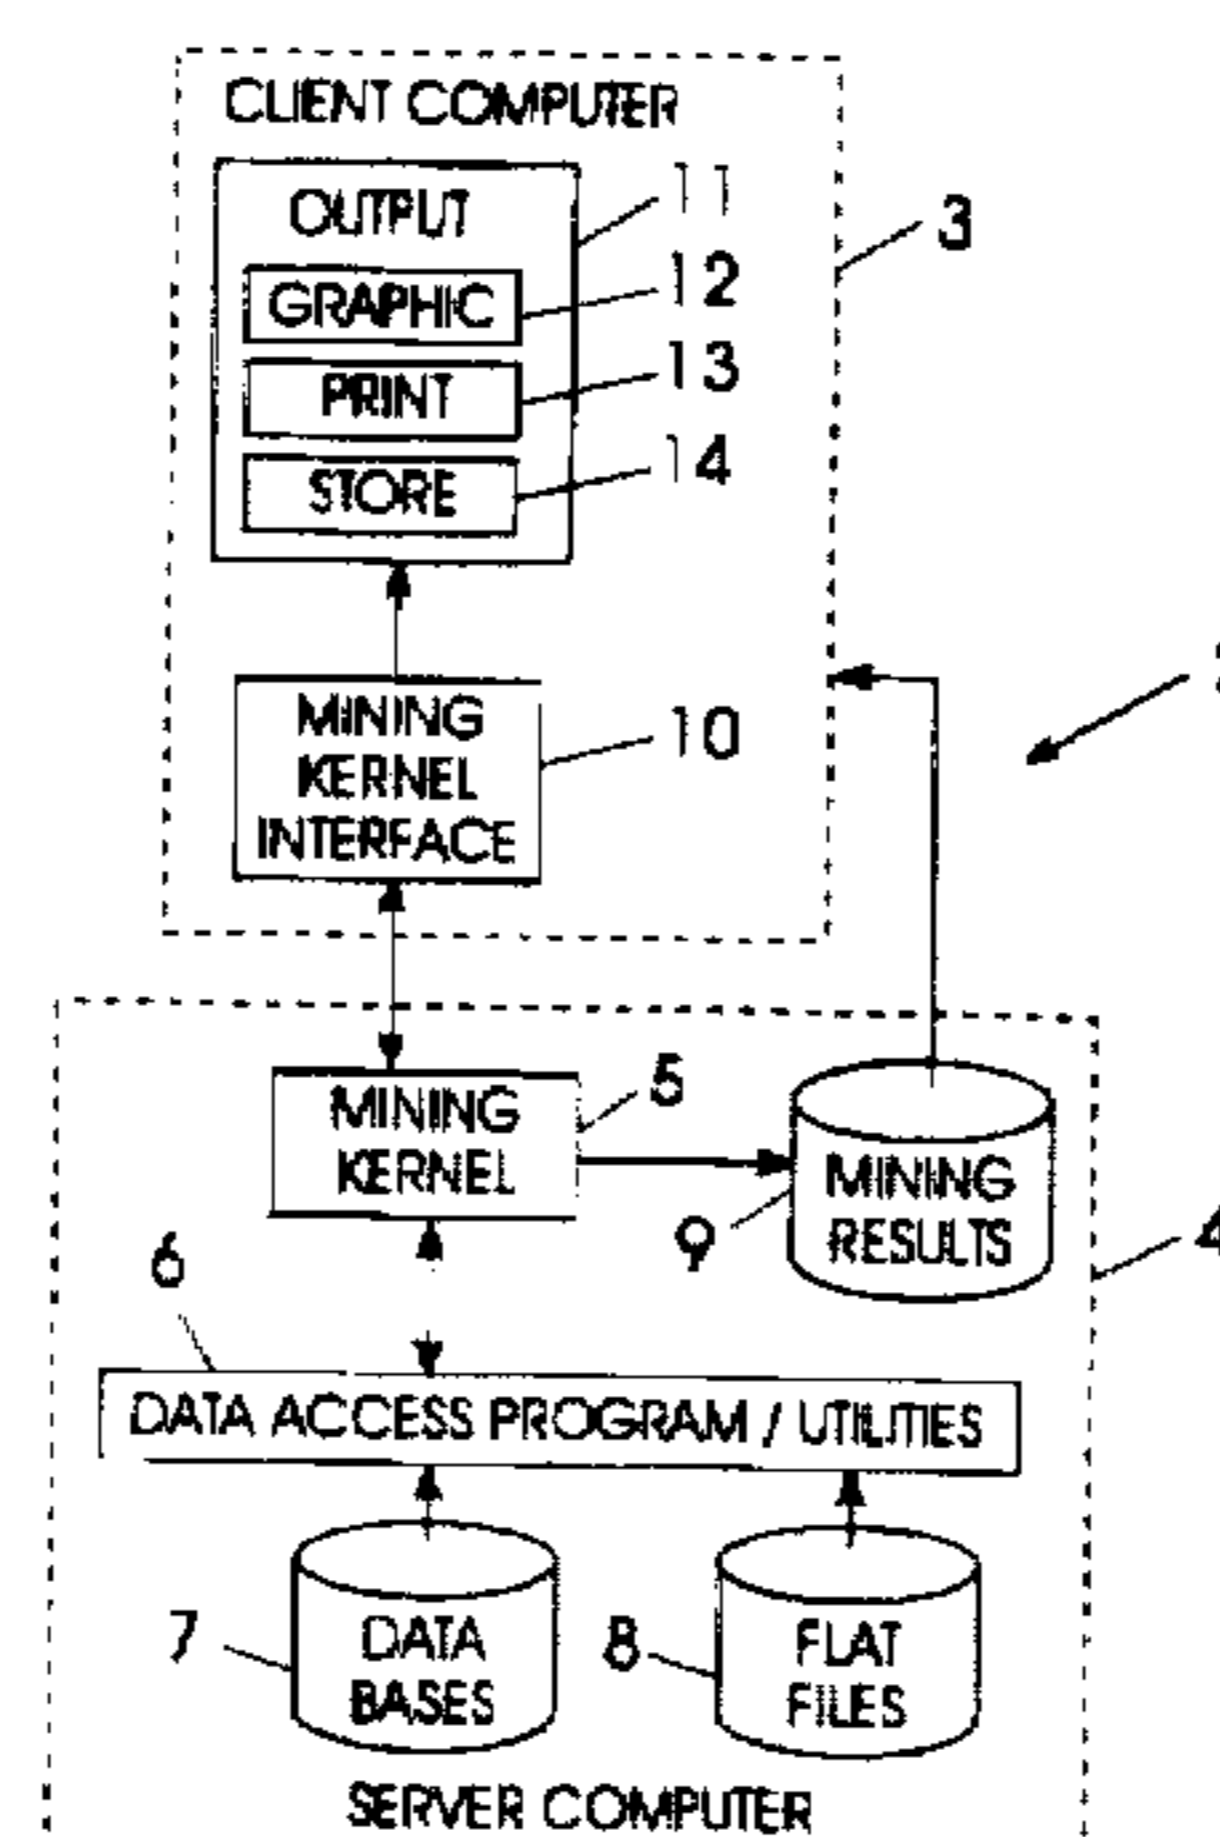 CLIENT COMPUTER
OUTPUT
11
3
GRAPHIC
12
PRINT
13
STORE
14
MINING
KERNEL
INTERFACE
10
MINING
KERNEL
5
MINING
RESULTS
9
4
6
DATA ACCESS PROGRAM / UTILITIES
DATA
BASES
7
FLAT
FILES
8
SERVER COMPUTER